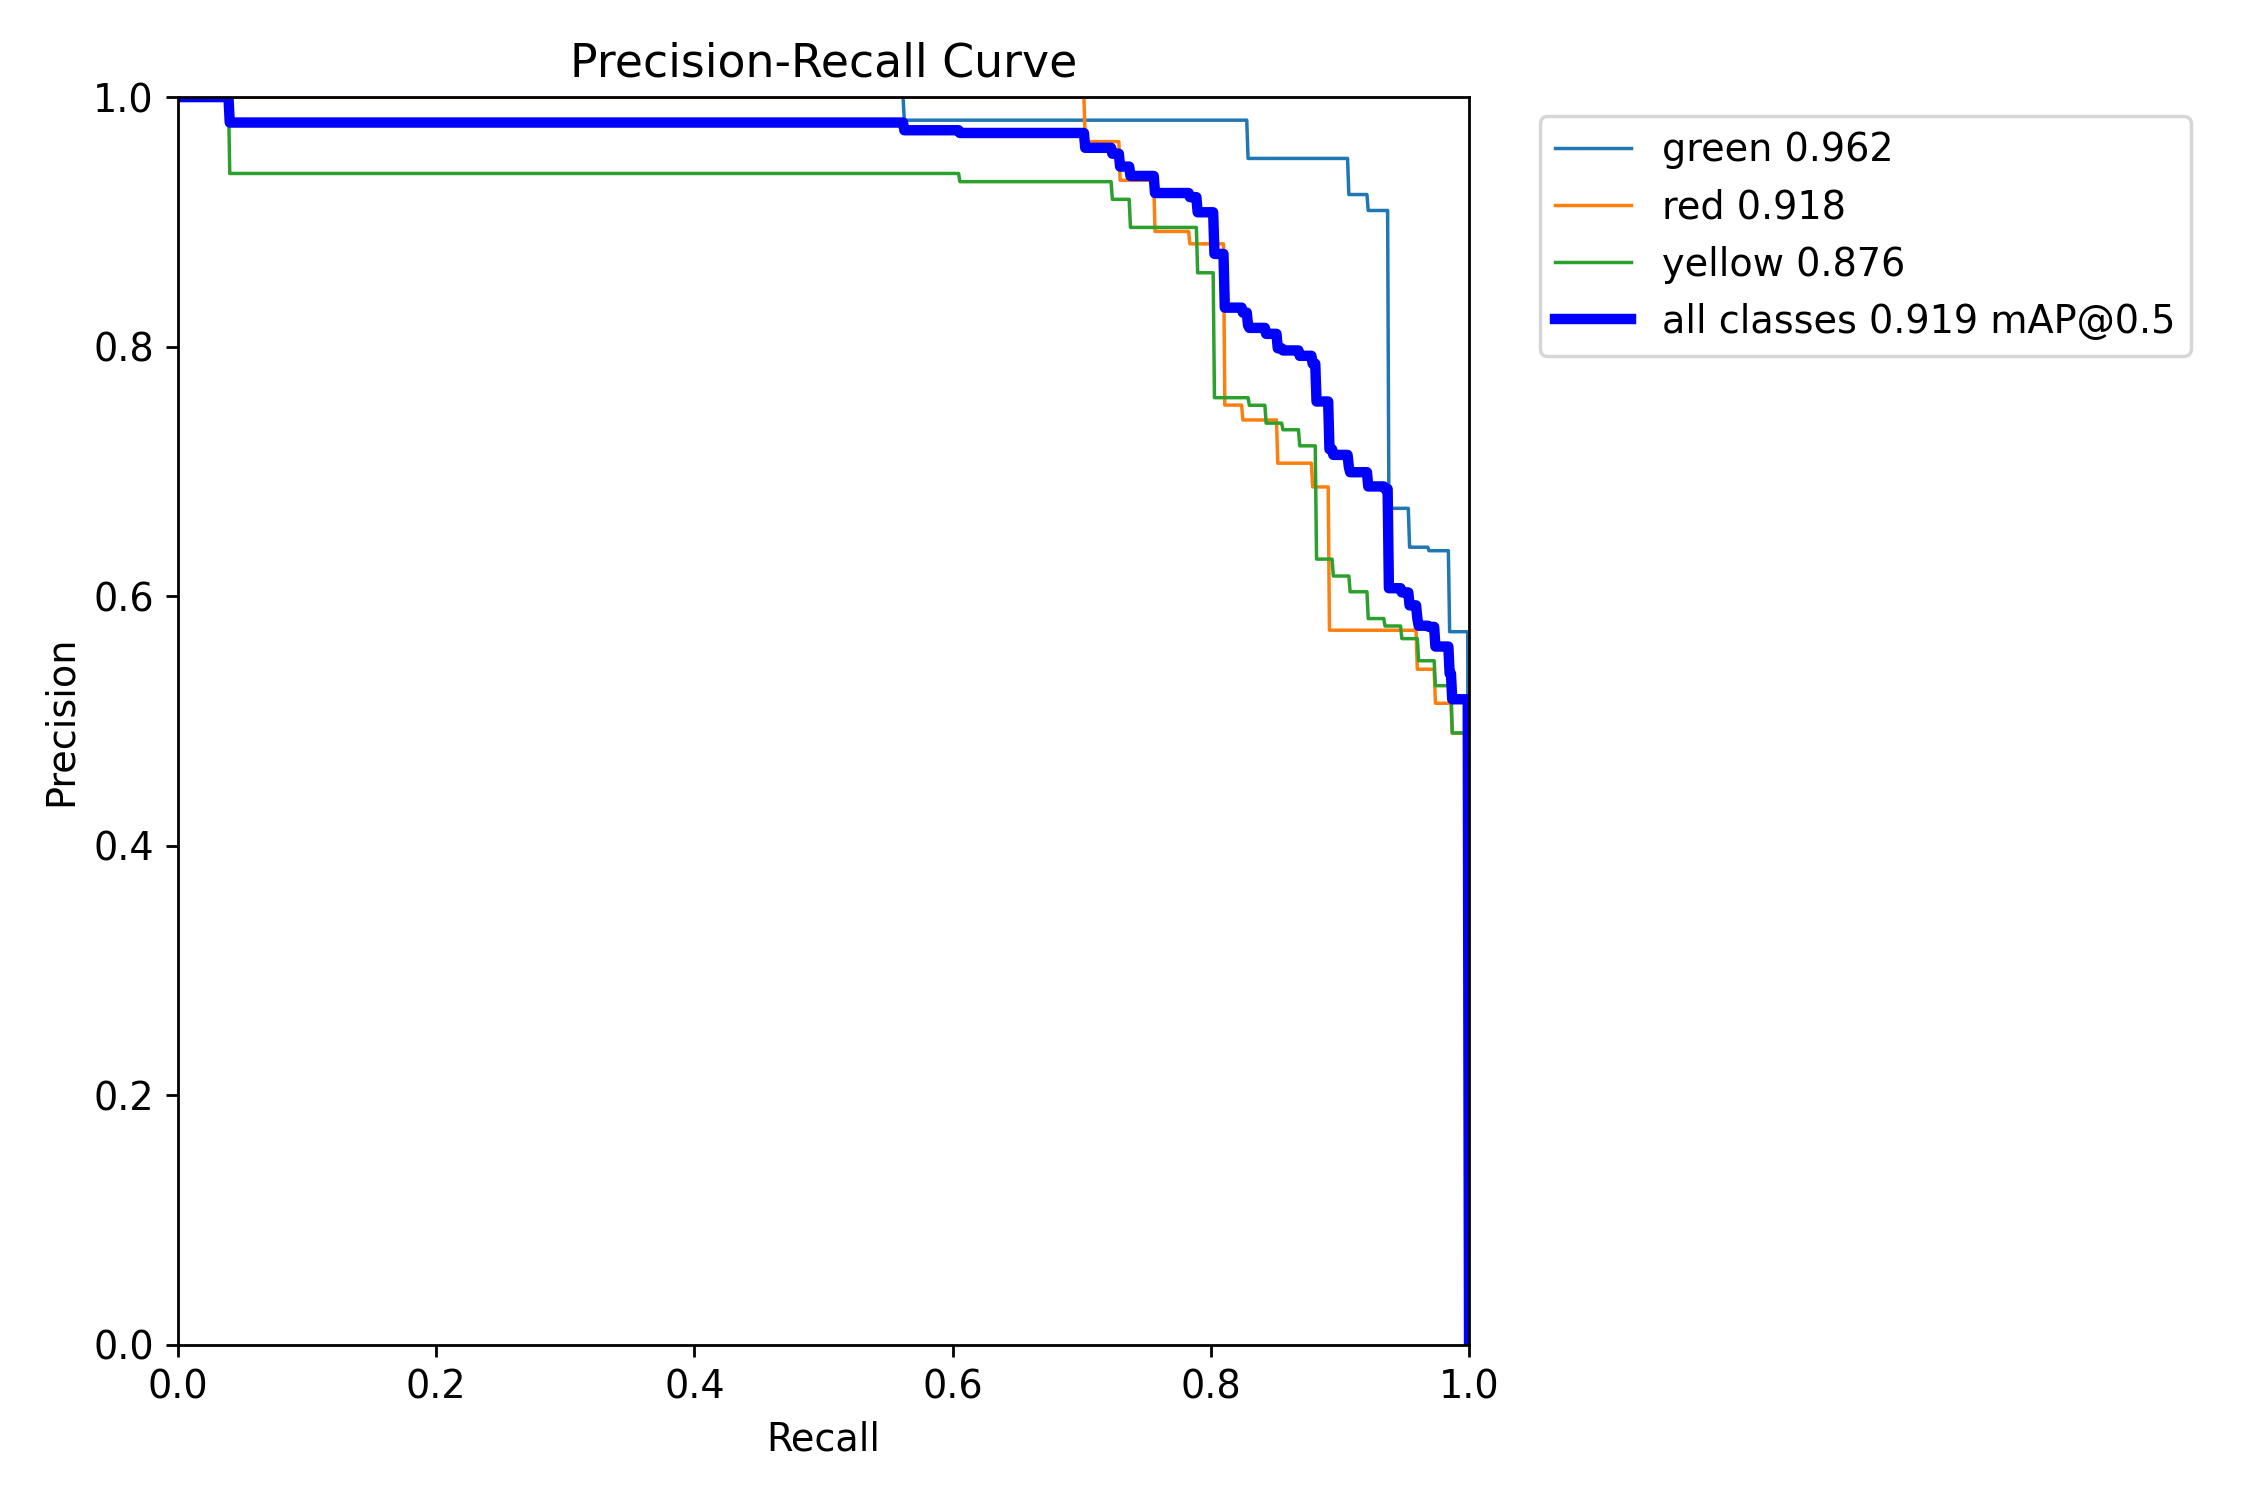 Precision-Recall Curve
1.0
0.8
0.6
0.4
0.2
0.0
Precision
0.0 0.2 0.4 0.6 0.8 1.0
Recall
green 0.962
red 0.918
yellow 0.876
all classes 0.919 mAP@0.5